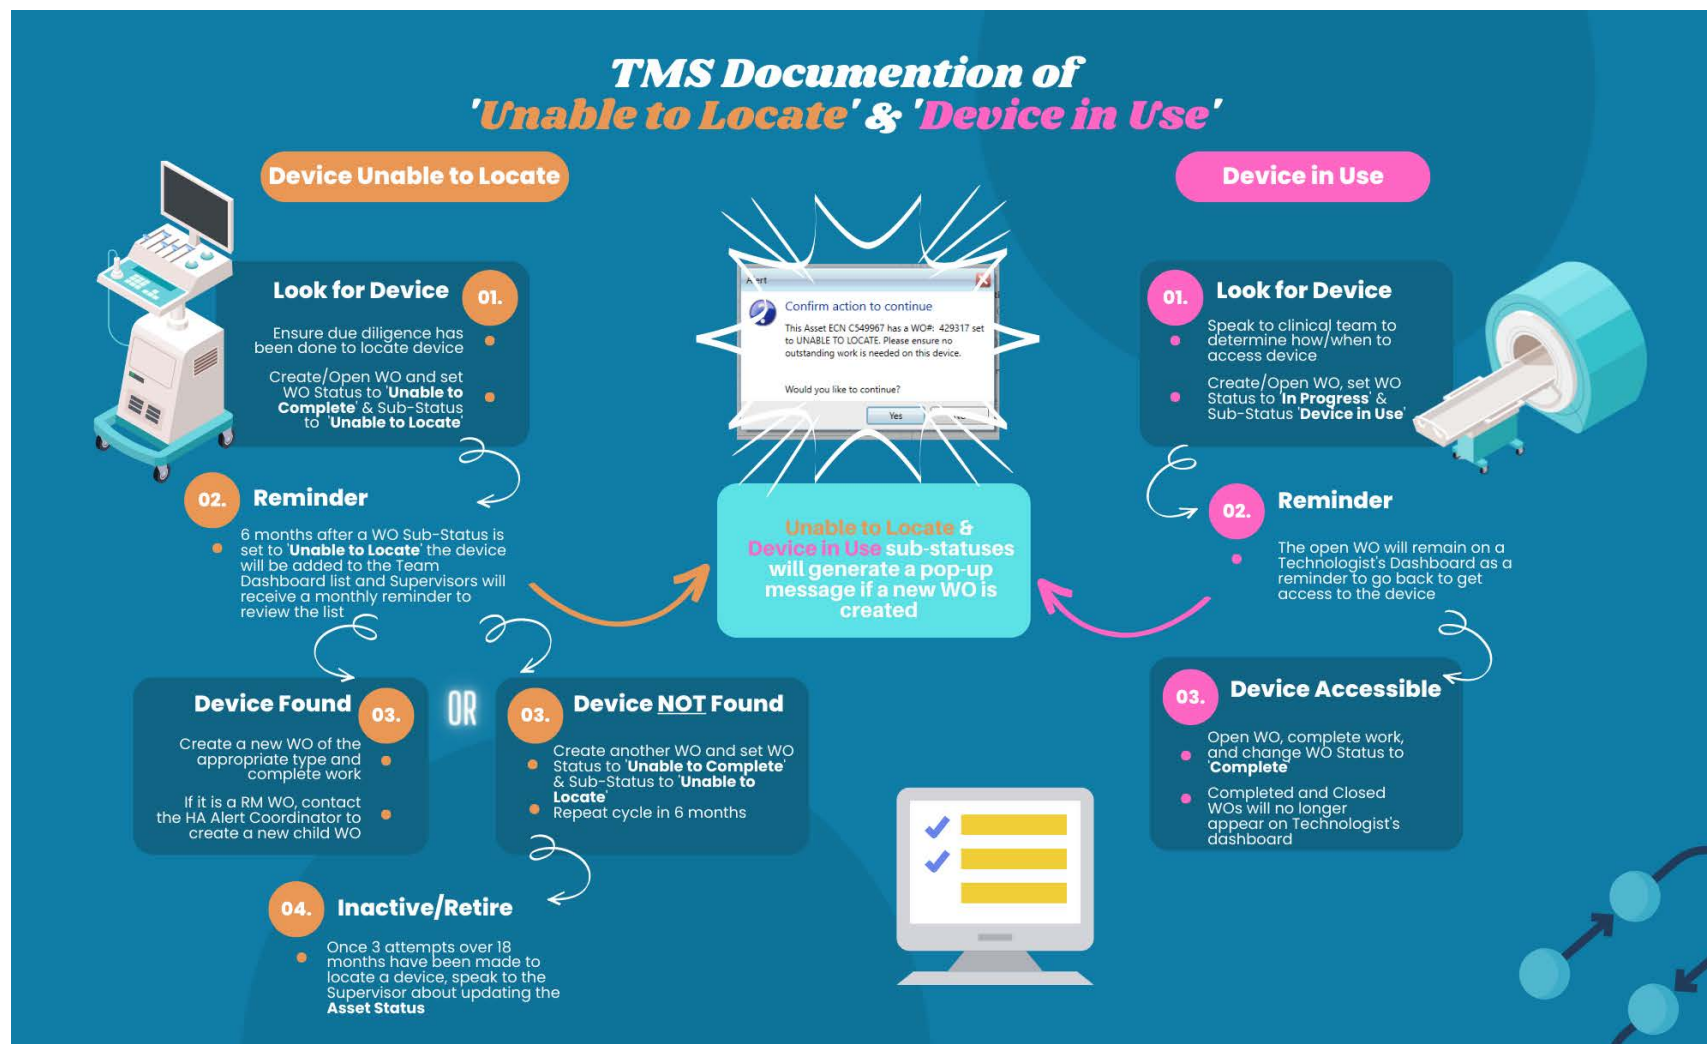 TMS Documention of
'Unable to Locate' & 'Device in Use'
Device Unable to Locate
01.
Look for Device
Ensure due diligence has
been done to locate device
Create/Open WO and set
WO Status to 'Unable to
Complete' & Sub-Status
to 'Unable to Locate'
02.
Reminder
6 months after a WO Sub-Status is
set to 'Unable to Locate' the device
will be added to the Team
Dashboard list and Supervisors will
receive a monthly reminder to
review the list
Device Found
03.
Create a new WO of the
appropriate type and
complete work
If it is a RM WO, contact
the HA Alert Coordinator to
create a new child WO
OR
03.
Device NOT Found
Create another WO and set WO
Status to 'Unable to Complete'
& Sub-Status to 'Unable to
Locate'
Repeat cycle in 6 months
04.
Inactive/Retire
Once 3 attempts over 18
months have been made to
locate a device, speak to the
Supervisor about updating the
Asset Status
Confirm action to continue
This Asset ECN C549967 has a WO#: 429317 set
to UNABLE TO LOCATE. Please ensure no
outstanding work is needed on this device.
Would you like to continue?
Yes
Unable to Locate &
Device in Use sub-statuses
will generate a pop-up
message if a new WO is
created
Device in Use
01.
Look for Device
Speak to clinical team to
determine how/when to
access device
Create/Open WO, set WO
Status to 'In Progress' &
Sub-Status 'Device in Use'
02.
Reminder
The open WO will remain on a
Technologist's Dashboard as a
reminder to go back to get
access to the device
03.
Device Accessible
Open WO, complete work,
and change WO Status to
'Complete'
Completed and Closed
WOs will no longer
appear on Technologist's
dashboard